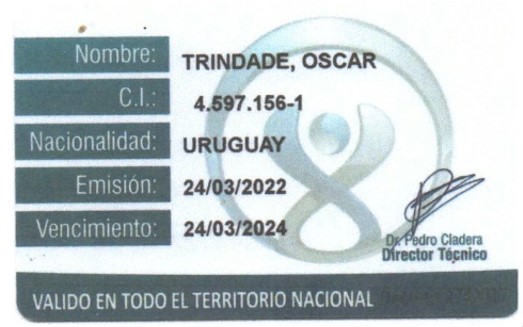 Nombre: TRINDADE, OSCAR
C.I.: 4.597.156-1
Nacionalidad: URUGUAY
Emisión: 24/03/2022
Vencimiento: 24/03/2024
Dr. Pedro Cladera
Director Técnico
VALIDO EN TODO EL TERRITORIO NACIONAL